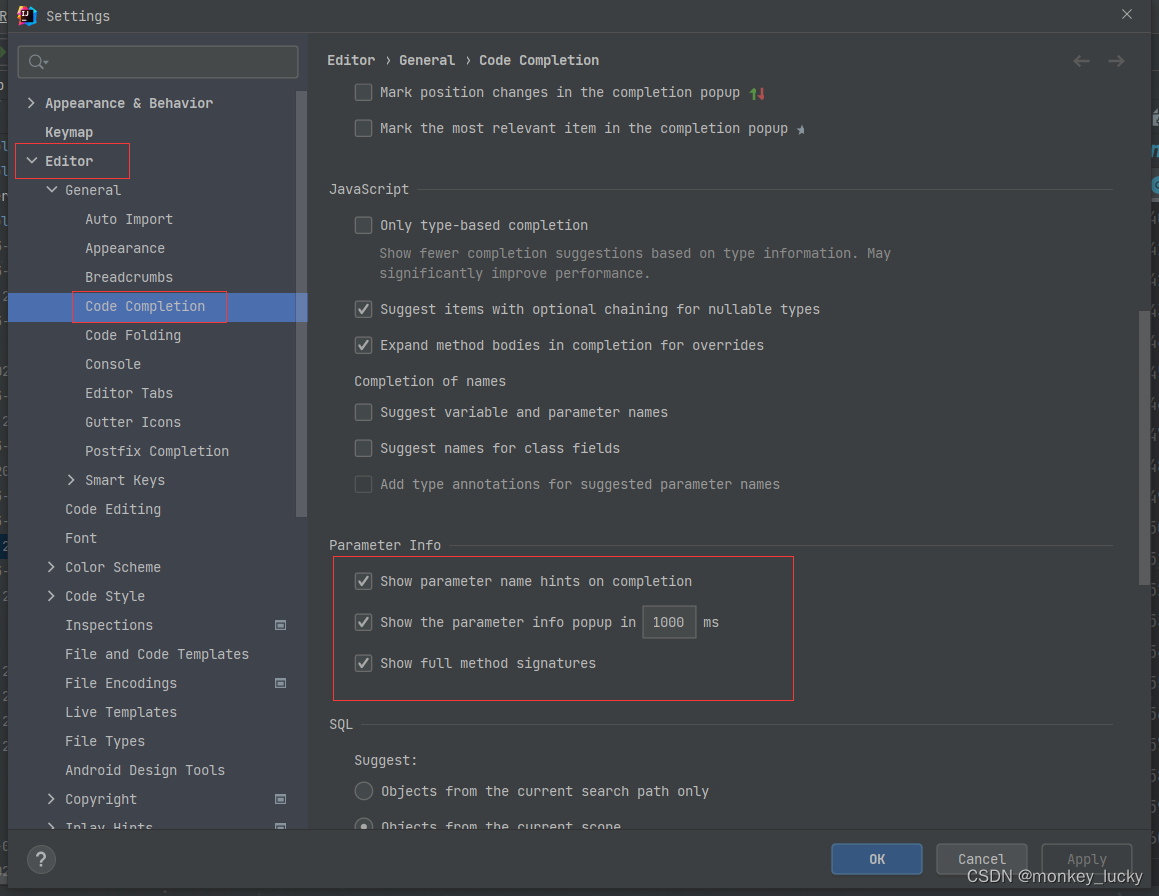 Settings
Appearance & Behavior
Keymap
Editor
General
Auto Import
Appearance
Breadcrumbs
Code Completion
Code Folding
Console
Editor Tabs
Gutter Icons
Postfix Completion
Smart Keys
Code Editing
Font
Color Scheme
Code Style
Inspections
File and Code Templates
File Encodings
Live Templates
File Types
Android Design Tools
Copyright
Inlay Hints
Editor › General › Code Completion
Mark position changes in the completion popup
Mark the most relevant item in the completion popup
JavaScript
Only type-based completion
Show fewer completion suggestions based on type information. May
significantly improve performance.
Suggest items with optional chaining for nullable types
Expand method bodies in completion for overrides
Completion of names
Suggest variable and parameter names
Suggest names for class fields
Add type annotations for suggested parameter names
Parameter Info
Show parameter name hints on completion
Show the parameter info popup in 1000 ms
Show full method signatures
SQL
Suggest:
Objects from the current search path only
Objects from the current scope
?
OK
Cancel
Apply
CSDN @monkey_lucky